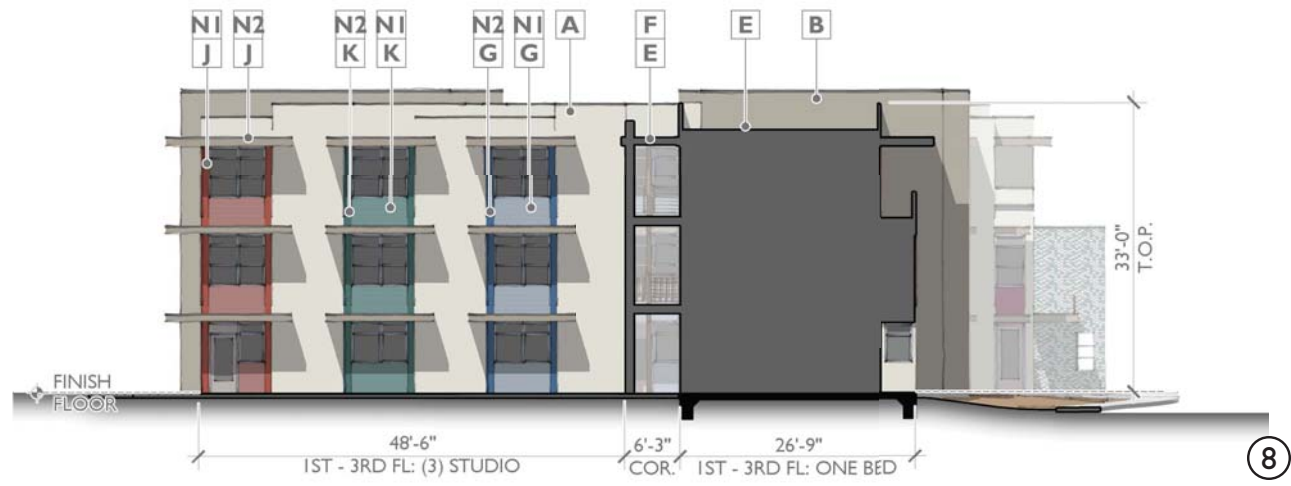 N1 N2 N2 N1 N2 N1 A F E B
J J K K G G E
33'-0"
T.O.P.
FINISH
FLOOR
48'-6" 6'-3" 26'-9"
1ST - 3RD FL: (3) STUDIO COR. 1ST - 3RD FL: ONE BED
8